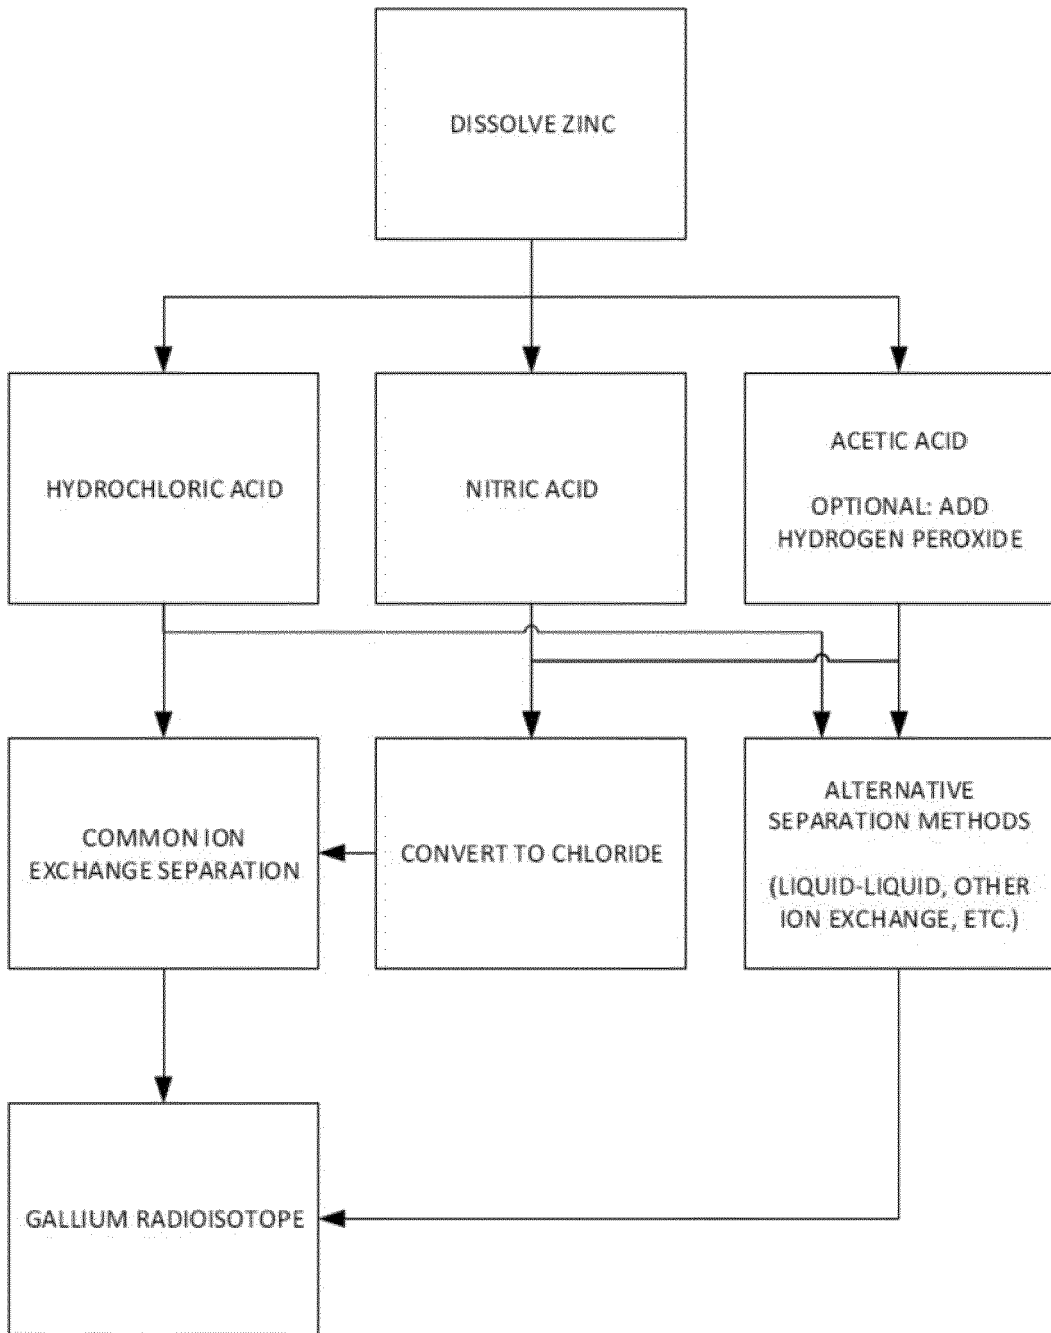 DISSOLVE ZINC
HYDROCHLORIC ACID
NITRIC ACID
ACETIC ACID
OPTIONAL: ADD
HYDROGEN PEROXIDE
COMMON ION
EXCHANGE SEPARATION
CONVERT TO CHLORIDE
ALTERNATIVE
SEPARATION METHODS
(LIQUID-LIQUID, OTHER
ION EXCHANGE, ETC.)
GALLIUM RADIOISOTOPE